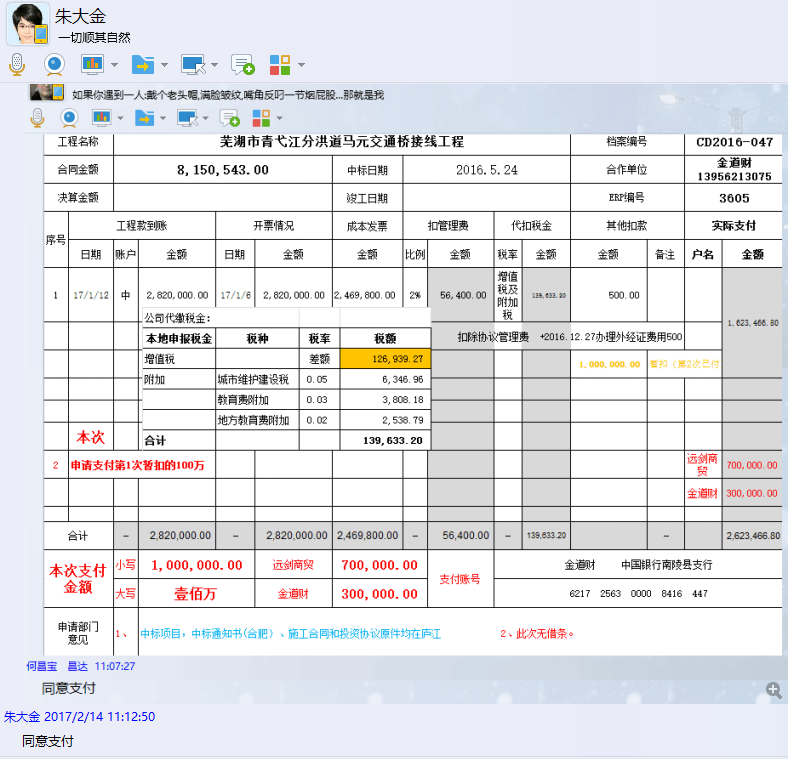 朱大金
一切顺其自然
如果你遇到一人:戴个老头帽,满脸皱纹,嘴角反叼一节烟屁股...那就是我
工程名称 芜湖市青弋江分洪道马元交通桥接线工程 档案编号 CD2016-047
合同金额 8,150,543.00 中标日期 2016.5.24 合作单位 金道财 13956213075
决算金额 竣工日期 ERP编号 3605
序号 工程款到账 开票情况 成本发票 扣管理费 代扣税金 其他扣款 实际支付
日期 账户 金额 日期 金额 金额 比例 金额 税率 金额 金额 备注 户名 金额
1 17/1/12 中 2,820,000.00 17/1/6 2,820,000.00 2,469,800.00 2% 56,400.00 增值税及附加税 139,633.20 500.00 1,623,466.80
公司代缴税金：
本地申报税金 税种 税率 税额 扣除协议管理费 +2016.12.27办理外经证费用500
增值税 差额 126,939.27 1,000,000.00 暂扣（第2次已付
附加 城市维护建设税 0.05 6,346.96
教育费附加 0.03 3,808.18
地方教育费附加 0.02 2,538.79
本次 合计 139,633.20
2 申请支付第1次暂扣的100万 远剑商贸 700,000.00
金道财 300,000.00
合计 – 2,820,000.00 – 2,820,000.00 2,469,800.00 – 56,400.00 – 139,633.20 – 2,623,466.80
本次支付金额 小写 1,000,000.00 远剑商贸 700,000.00 支付账号 金道财 中国银行南陵县支行
大写 壹佰万 金道财 300,000.00 6217 2563 0000 8416 447
申请部门意见 1、 中标项目，中标通知书(合肥）、施工合同和投资协议原件均在庐江 2、此次无借条。
何昌宝 昌达 11:07:27
同意支付
朱大金 2017/2/14 11:12:50
同意支付